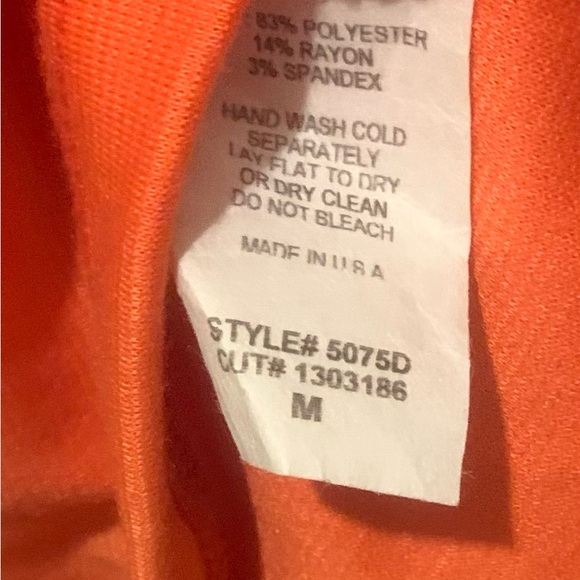 83% POLYESTER
14% RAYON
3% SPANDEX
HAND WASH COLD
SEPARATELY
LAY FLAT TO DRY
OR DRY CLEAN
DO NOT BLEACH
MADE IN U S A
STYLE# 5075D
CUT# 1303186
M